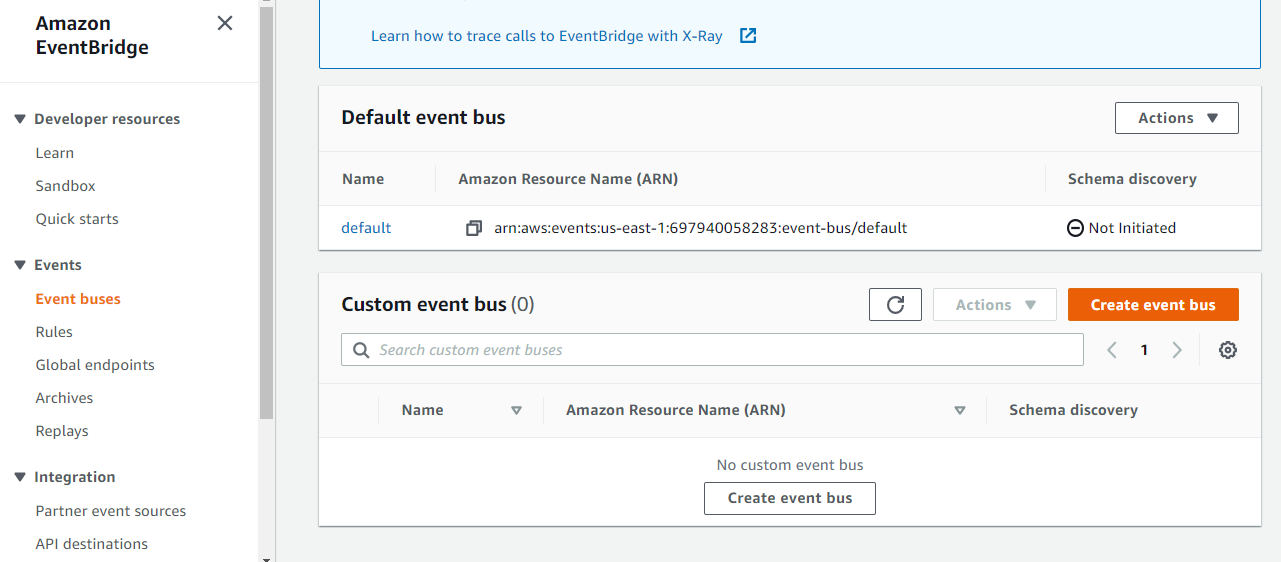 Amazon
EventBridge
Developer resources
Learn
Sandbox
Quick starts
Events
Event buses
Rules
Global endpoints
Archives
Replays
Integration
Partner event sources
API destinations
Learn how to trace calls to EventBridge with X-Ray
Default event bus
Actions
Name Amazon Resource Name (ARN) Schema discovery
default arn:aws:events:us-east-1:697940058283:event-bus/default Not Initiated
Custom event bus (0)
Actions Create event bus
Search custom event buses 1
Name Amazon Resource Name (ARN) Schema discovery
No custom event bus
Create event bus